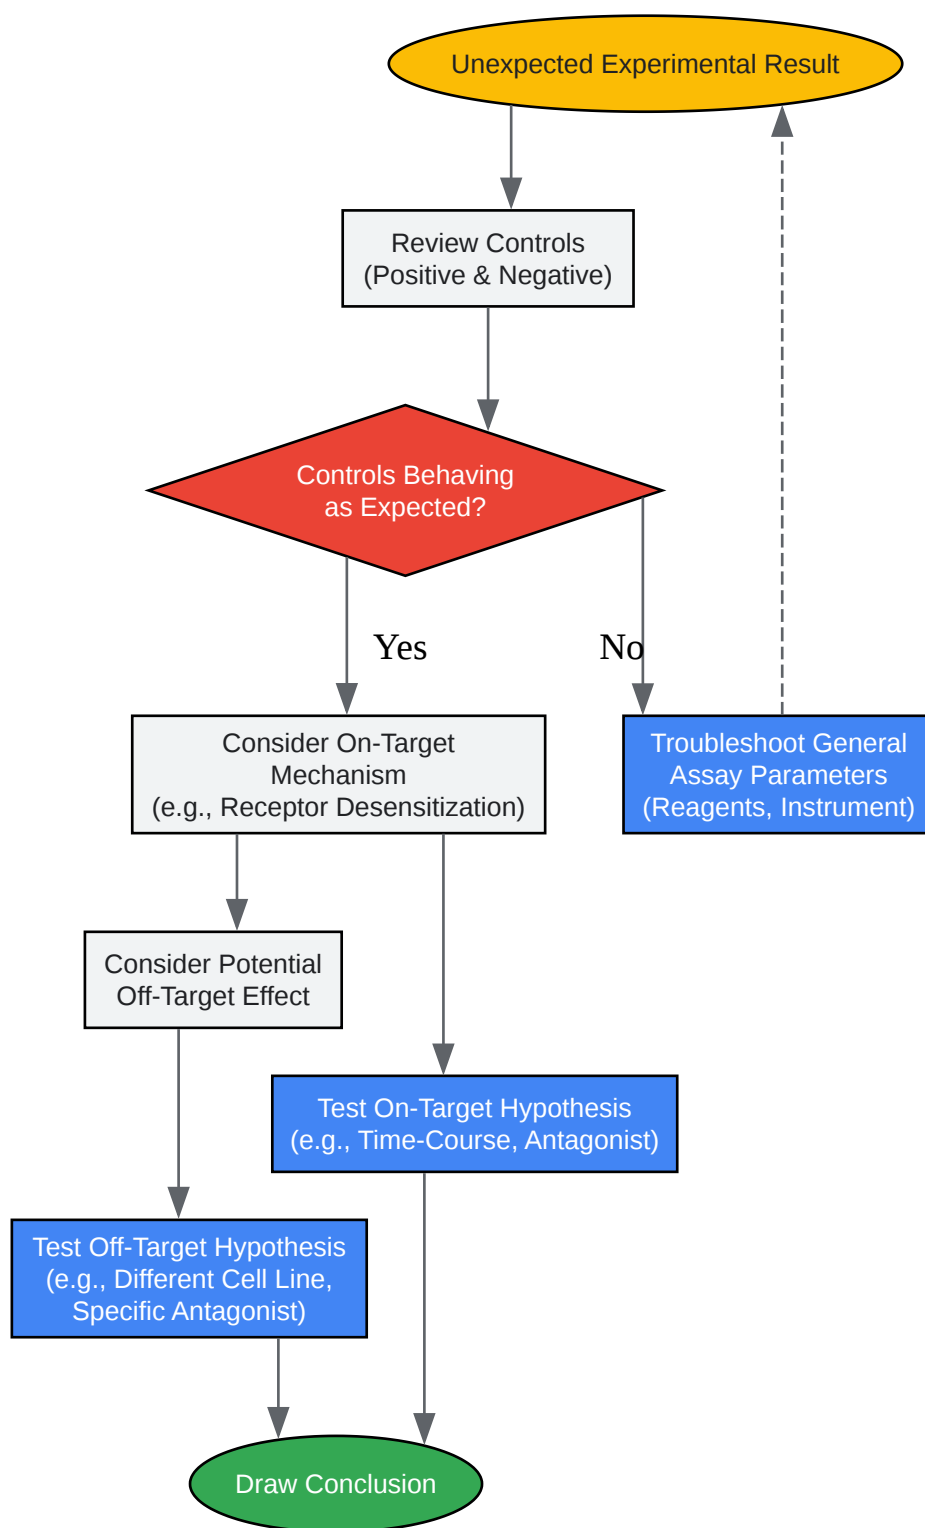 Unexpected Experimental Result
Review Controls
(Positive & Negative)
Controls Behaving
as Expected?
Yes
No
Consider On-Target
Mechanism
(e.g., Receptor Desensitization)
Troubleshoot General
Assay Parameters
(Reagents, Instrument)
Consider Potential
Off-Target Effect
Test On-Target Hypothesis
(e.g., Time-Course, Antagonist)
Test Off-Target Hypothesis
(e.g., Different Cell Line,
Specific Antagonist)
Draw Conclusion